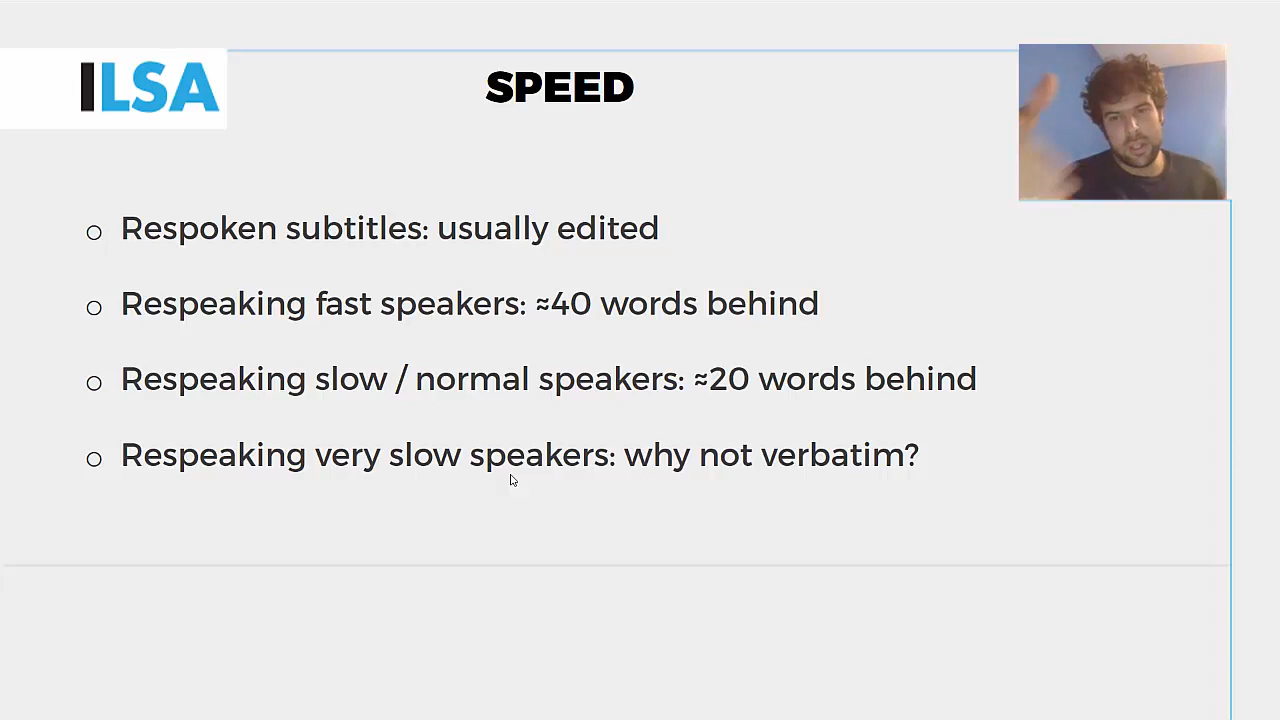 ILSA
SPEED
Respoken subtitles: usually edited
Respeaking fast speakers: ≈40 words behind
Respeaking slow / normal speakers: ≈20 words behind
Respeaking very slow speakers: why not verbatim?